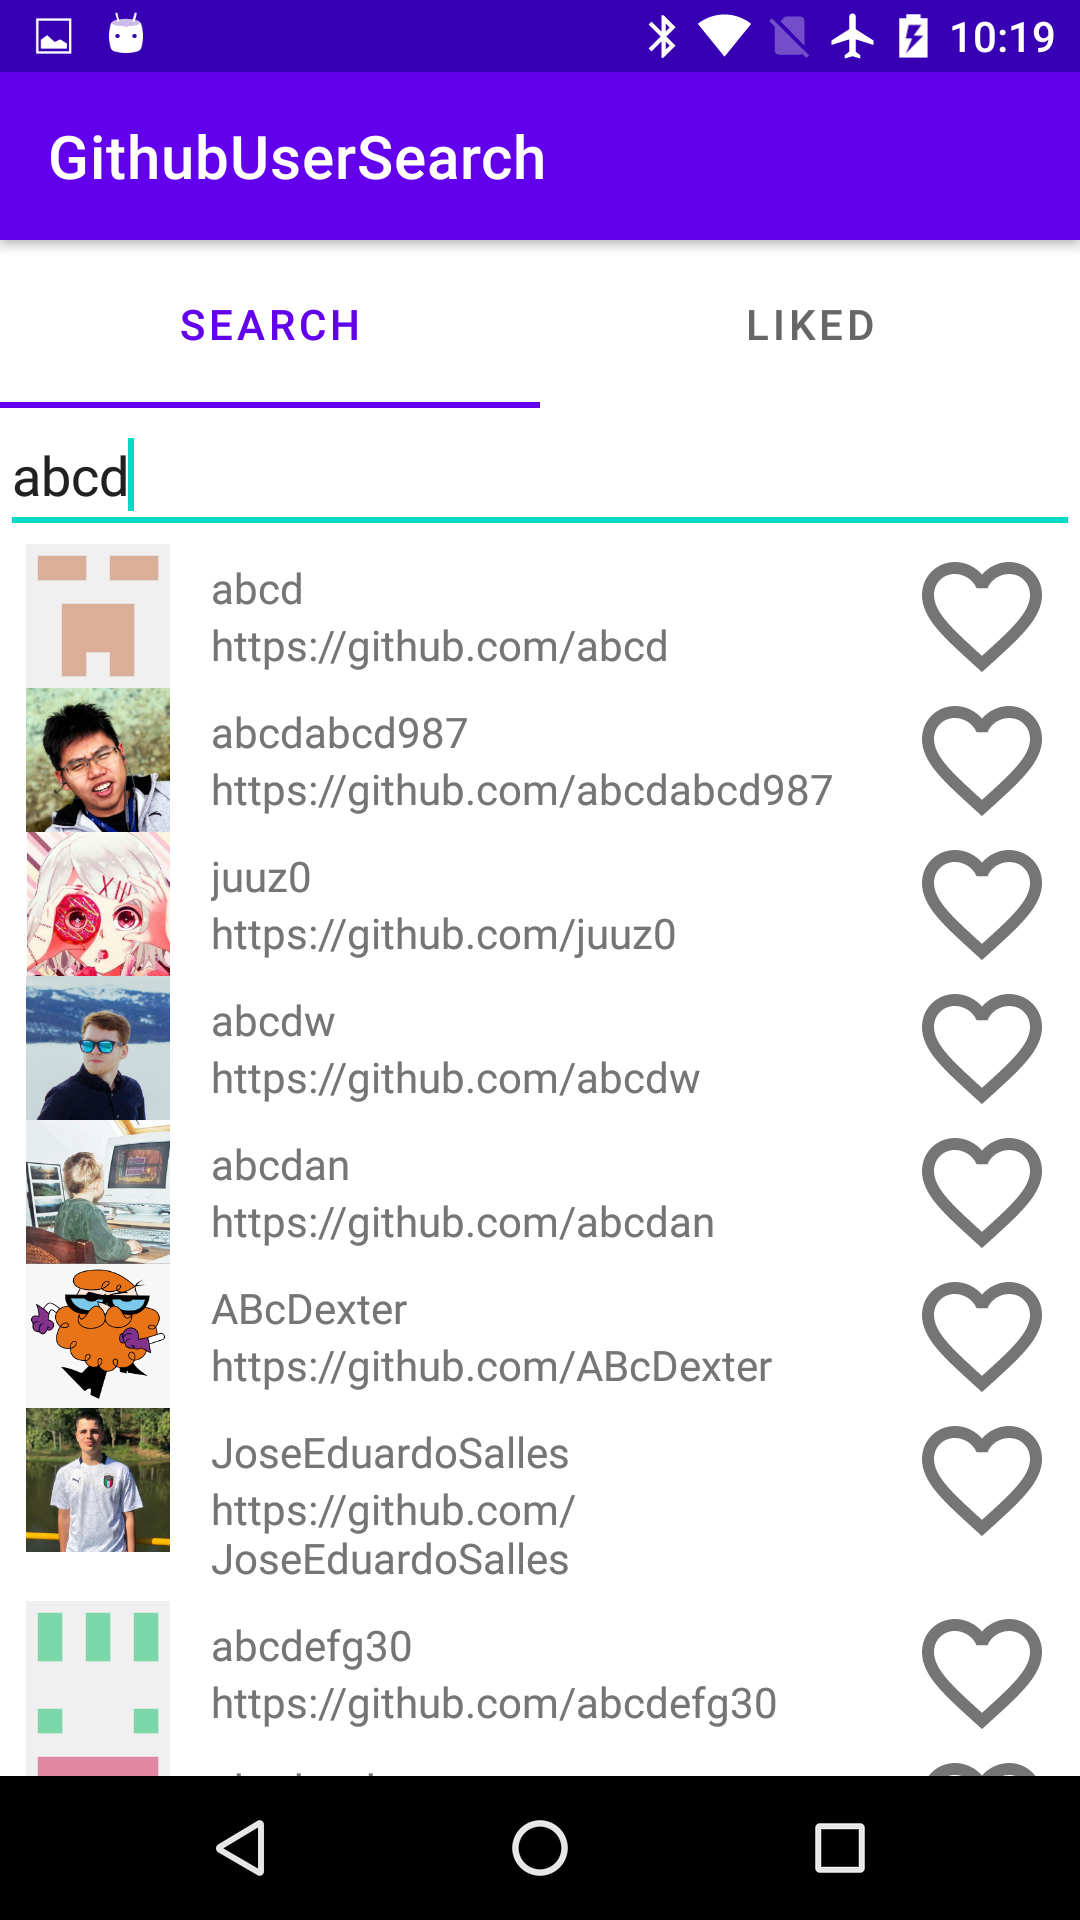 10:19
GithubUserSearch
SEARCH
LIKED
abcd
abcd
https://github.com/abcd
abcdabcd987
https://github.com/abcdabcd987
juuz0
https://github.com/juuz0
abcdw
https://github.com/abcdw
abcdan
https://github.com/abcdan
ABcDexter
https://github.com/ABcDexter
JoseEduardoSalles
https://github.com/
JoseEduardoSalles
abcdefg30
https://github.com/abcdefg30